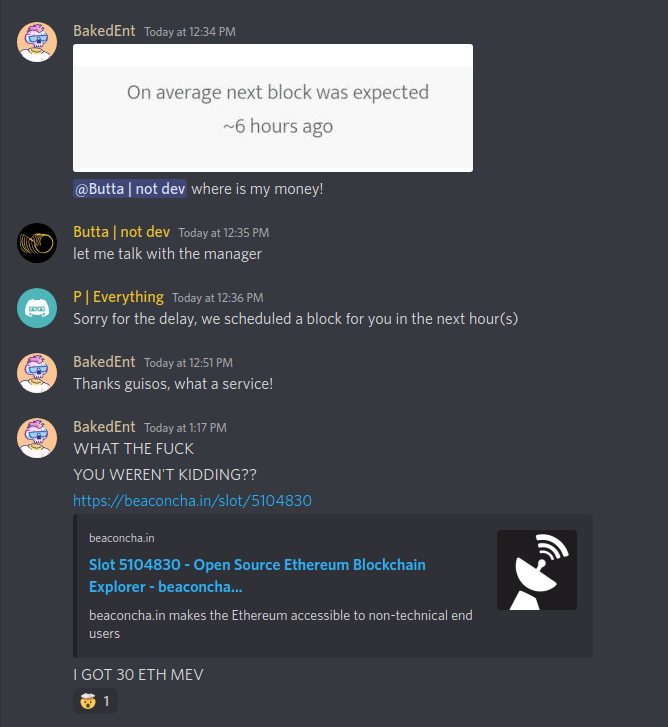 BakedEnt Today at 12:34 PM
On average next block was expected
~6 hours ago
@Butta | not dev where is my money!
Butta | not dev Today at 12:35 PM
let me talk with the manager
P | Everything Today at 12:36 PM
Sorry for the delay, we scheduled a block for you in the next hour(s)
BakedEnt Today at 12:51 PM
Thanks guisos, what a service!
BakedEnt Today at 1:17 PM
WHAT THE FUCK
YOU WEREN'T KIDDING??
https://beaconcha.in/slot/5104830
beaconcha.in
Slot 5104830 - Open Source Ethereum Blockchain
Explorer - beaconcha...
beaconcha.in makes the Ethereum accessible to non-technical end
users
I GOT 30 ETH MEV
1